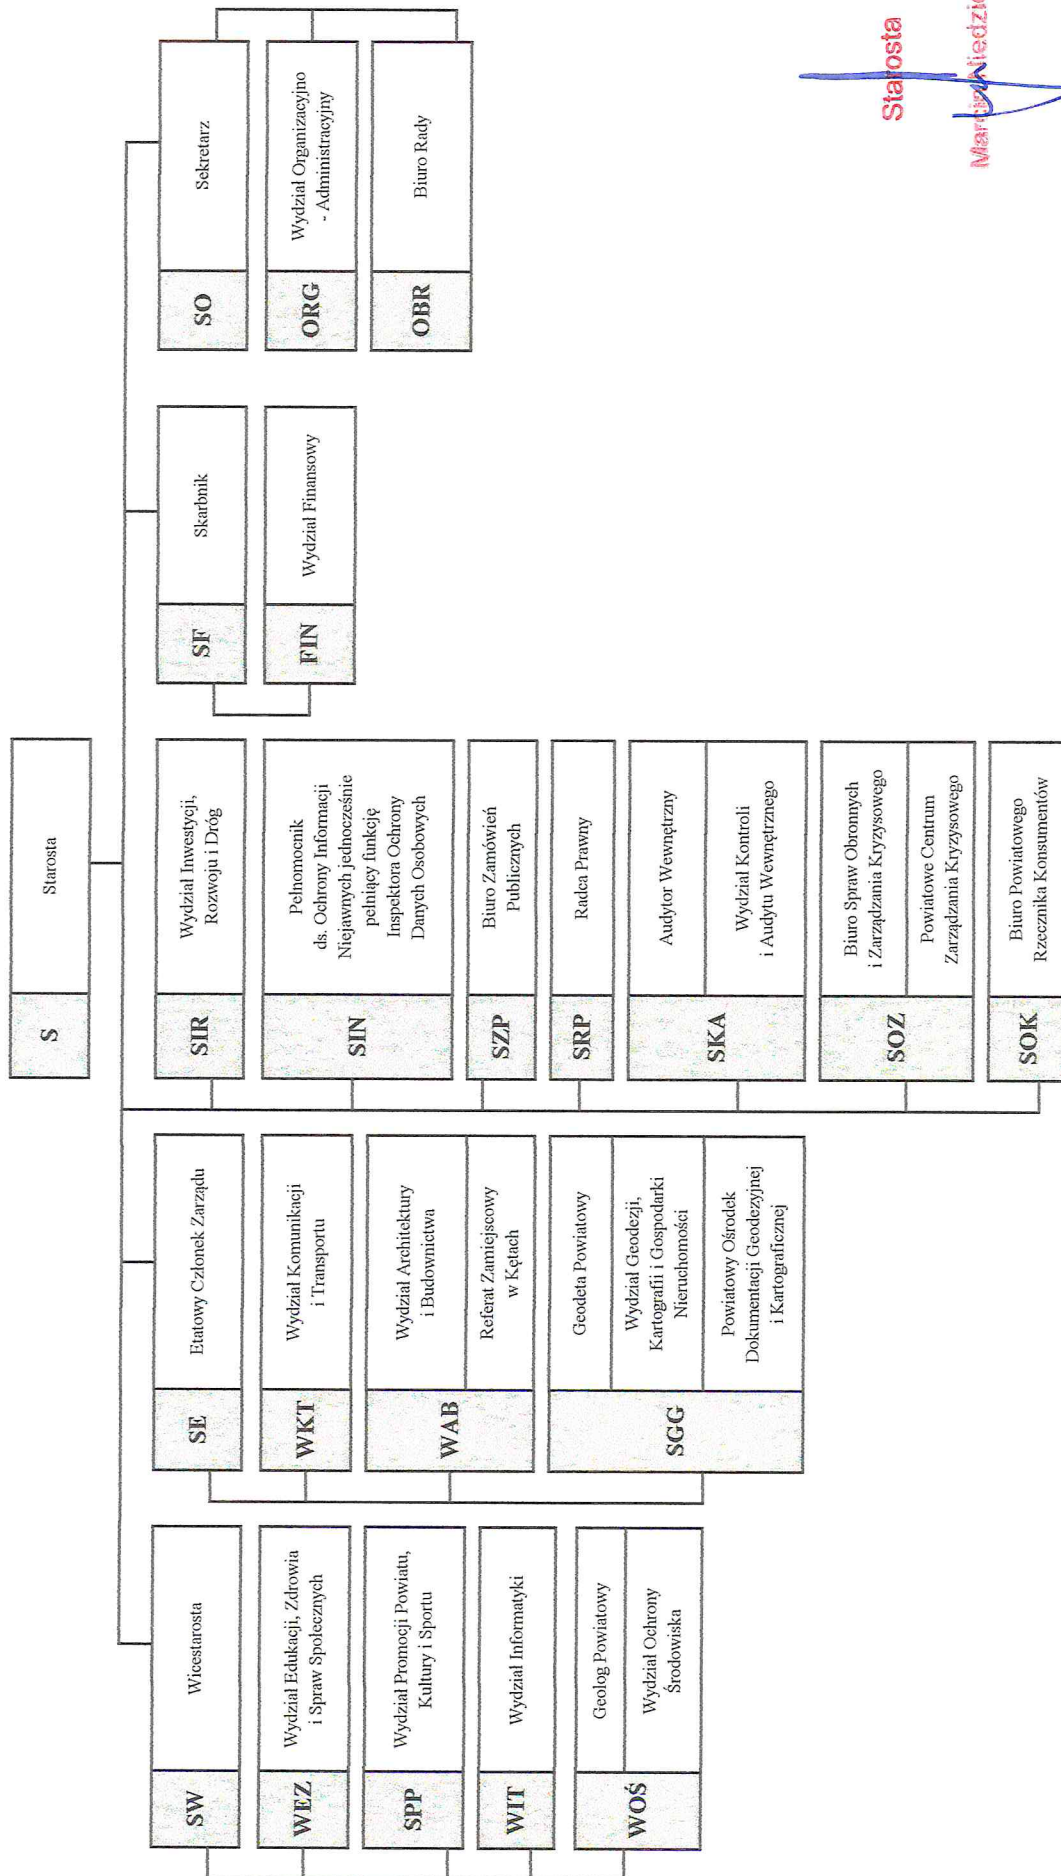 S
Starosta
SW
Wicestarosta
WEZ
Wydział Edukacji, Zdrowia
i Spraw Społecznych
SPP
Wydział Promocji Powiatu,
Kultury i Sportu
WIT
Wydział Informatyki
WOŚ
Geolog Powiatowy
Wydział Ochrony
Środowiska
SE
Etatowy Członek Zarządu
WKT
Wydział Komunikacji
i Transportu
WAB
Wydział Architektury
i Budownictwa
Referat Zamiejscowy
w Kętach
SGG
Geodeta Powiatowy
Wydział Geodezji,
Kartografii i Gospodarki
Nieruchomości
Powiatowy Ośrodek
Dokumentacji Geodezyjnej
i Kartograficznej
SIR
Wydział Inwestycji,
Rozwoju i Dróg
SIN
Pełnomocnik
ds. Ochrony Informacji
Niejawnych jednocześnie
pełniący funkcję
Inspektora Ochrony
Danych Osobowych
SZP
Biuro Zamówień
Publicznych
SRP
Radca Prawny
SKA
Audytor Wewnętrzny
Wydział Kontroli
i Audytu Wewnętrznego
SOZ
Biuro Spraw Obronnych
i Zarządzania Kryzysowego
Powiatowe Centrum
Zarządzania Kryzysowego
SOK
Biuro Powiatowego
Rzecznika Konsumentów
SF
Skarbnik
FIN
Wydział Finansowy
SO
Sekretarz
ORG
Wydział Organizacyjno
- Administracyjny
OBR
Biuro Rady
Starosta
Marcin